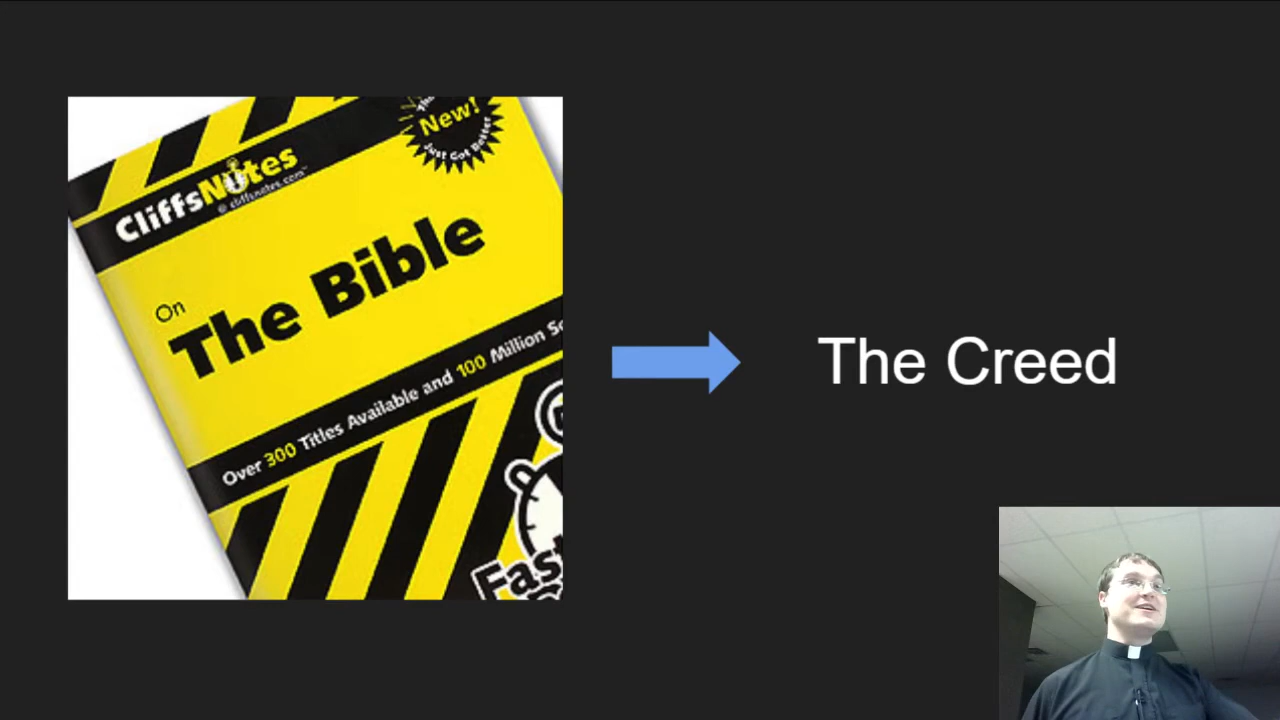 New!
Just Got Better
CliffsNotes
@ cliffsnotes.com
On
The Bible
Over 300 Titles Available and 100 Million
The Creed